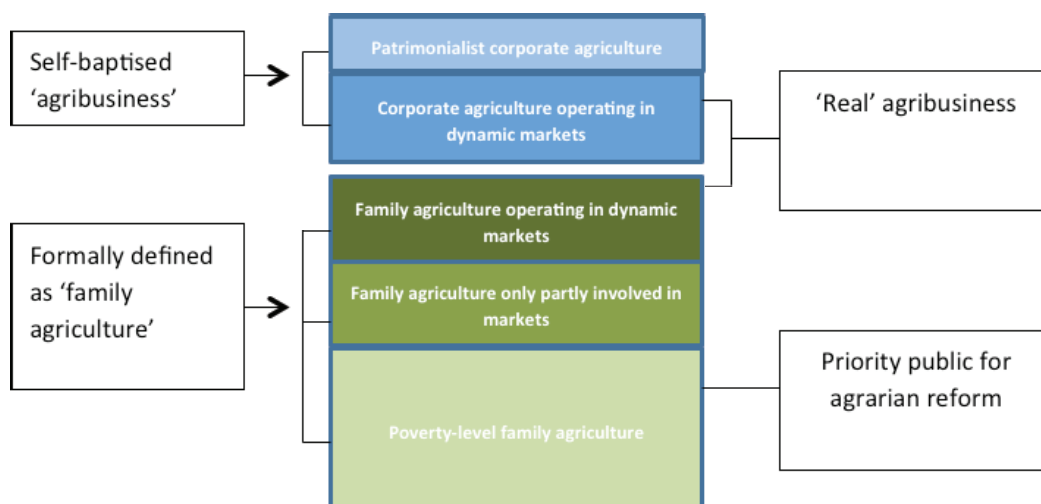 Self-baptised
‘agribusiness’
Patrimonialist corporate agriculture
Corporate agriculture operating in
dynamic markets
‘Real’ agribusiness
Formally defined
as ‘family
agriculture’
Family agriculture operating in dynamic
markets
Family agriculture only partly involved in
markets
Poverty-level family agriculture
Priority public for
agrarian reform